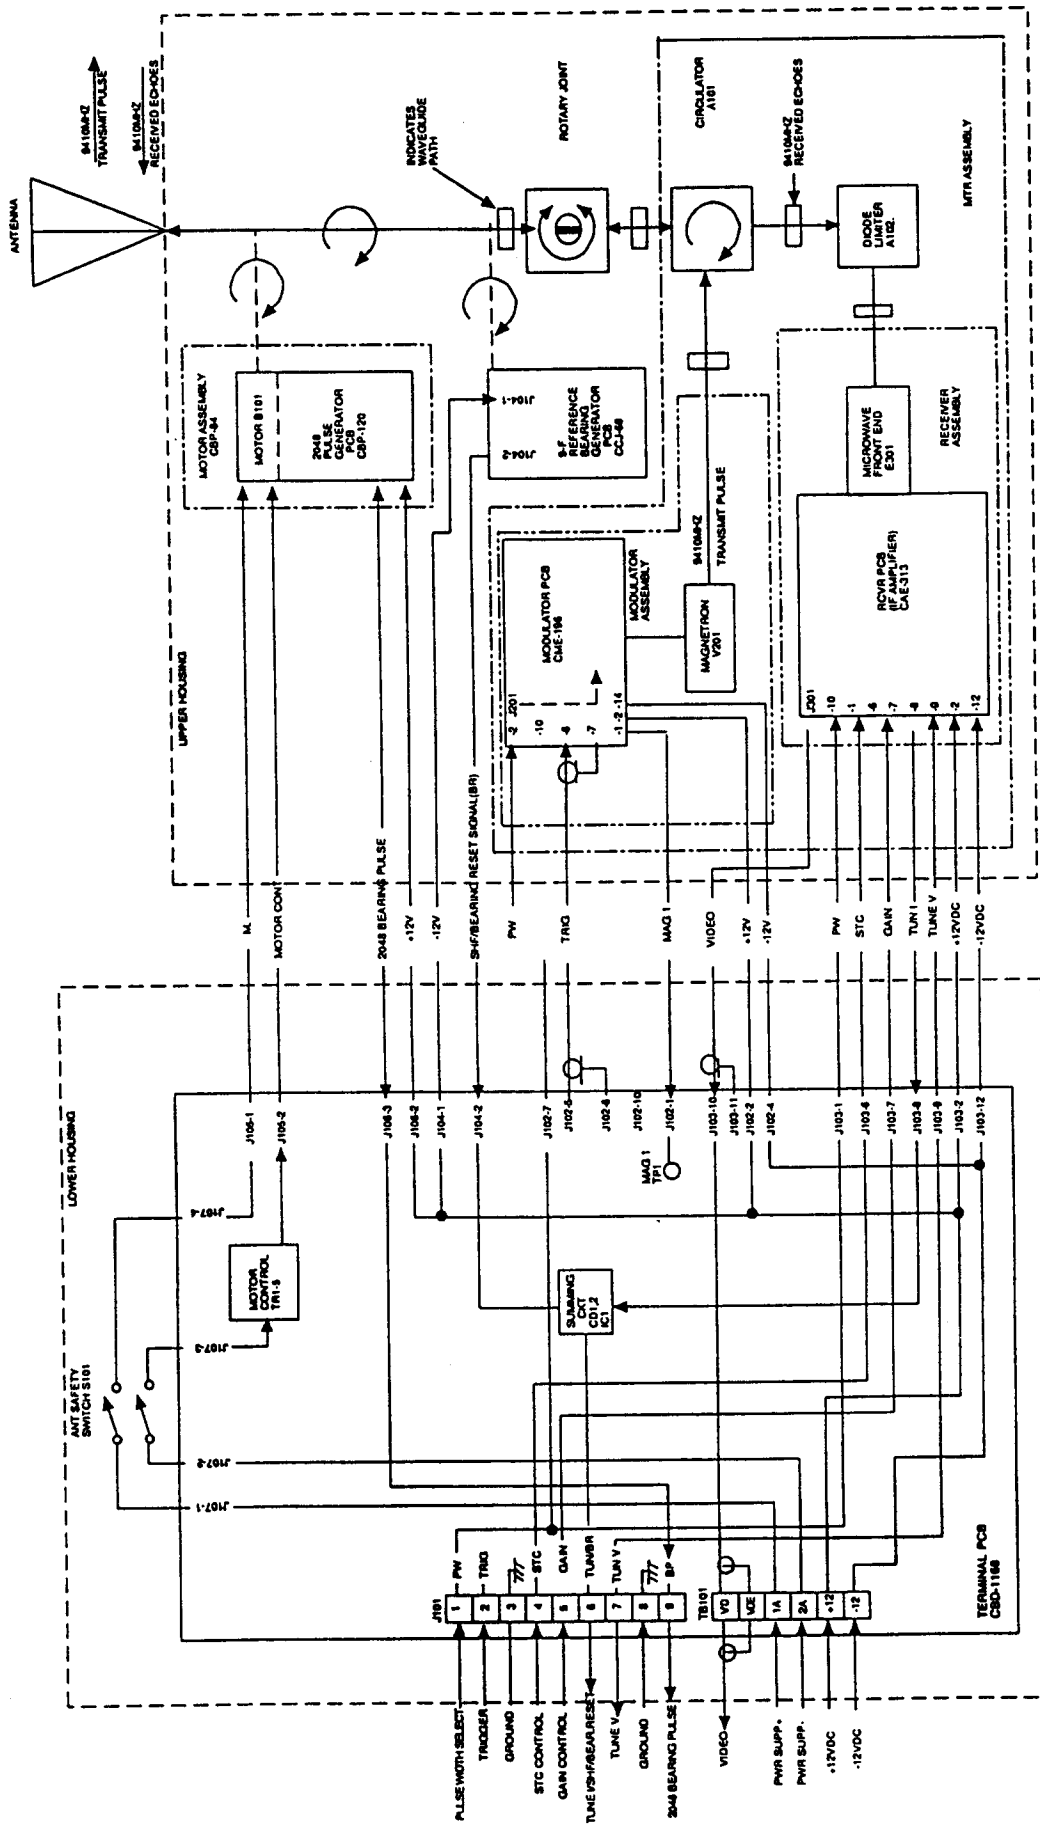 ANTENNA
9410MHZ
TRANSMIT PULSE
9410MHZ
RECEIVED ECHOES
UPPER HOUSING
MOTOR ASSEMBLY
CBP-84
MOTOR B101
2048
PULSE
GENERATOR
PCB
CBP-120
INDICATES
WAVEGUIDE
PATH
ROTARY JOINT
J104-1
J104-2
S-F
REFERENCE
BEARING
GENERATOR
PCB
CCJ-68
CIRCULATOR
A101
9410MHZ
RECEIVED ECHOES
DIODE
LIMITER
A102.
MTR ASSEMBLY
MODULATOR PCB
CME-196
J201
-2
-10
-6
-7
-1
-2
-14
MODULATOR
ASSEMBLY
MAGNETRON
V201
9410MHZ
TRANSMIT PULSE
MICROWAVE
FRONT END
E301
RECEIVER
ASSEMBLY
RCVR PCB
(IF AMPLIFIER)
CAE-313
J301
-10
-1
-6
-7
-8
-9
-2
-12
M.
MOTOR CONT
2048 BEARING PULSE
+12V
-12V
SHF/BEARING RESET SIGNAL(BR)
PW
TRIG
MAG 1
VIDEO
+12V
-12V
PW
STC
GAIN
TUN I
TUNE V
+12VDC
-12VDC
LOWER HOUSING
ANT SAFETY
SWITCH S101
J107-4
J107-3
J107-2
J107-1
MOTOR
CONTROL
TR1-5
J105-1
J105-2
J106-3
J106-2
J104-1
J104-2
J102-7
J102-5
J102-6
J102-10
J102-1
J103-10
J103-11
J102-2
J102-4
J103-1
J103-6
J103-7
J103-8
J103-9
J103-2
J103-12
MAG 1
TP1
SUMMING
CKT
CD1,2
IC1
J101
1 PW
2 TRIG
3
4 STC
5 GAIN
6 TUN/BR
7 TUN V
8
9 BP
TB101
VD
VDE
1A
2A
+12
-12
TERMINAL PCB
CBD-1168
PULSE WIDTH SELECT
TRIGGER
GROUND
STC CONTROL
GAIN CONTROL
TUNE I/SHF/BEAR.RESET
TUNE V
GROUND
2048 BEARING PULSE
VIDEO
PWR SUPP+
PWR SUPP-
+12VDC
-12VDC